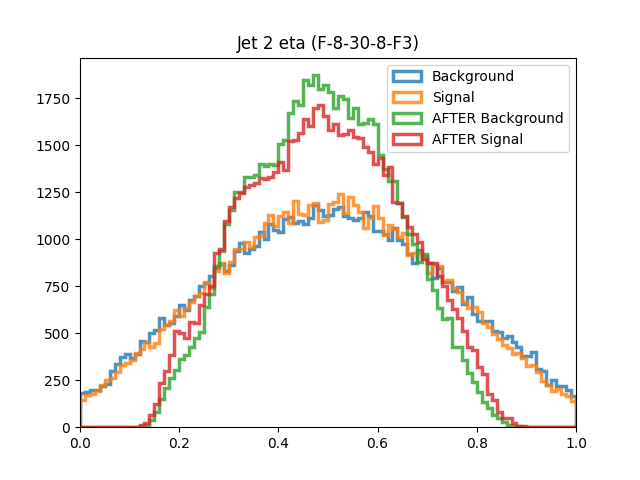 Jet 2 eta (F-8-30-8-F3)
Background
Signal
AFTER Background
AFTER Signal
1750
1500
1250
1000
750
500
250
0
0.0 0.2 0.4 0.6 0.8 1.0